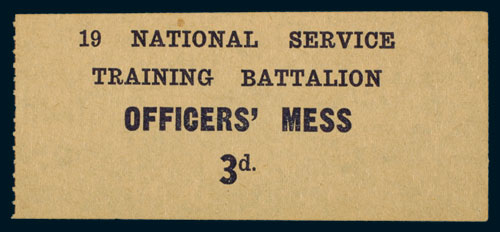 19 NATIONAL SERVICE
TRAINING BATTALION
OFFICERS' MESS
3d.